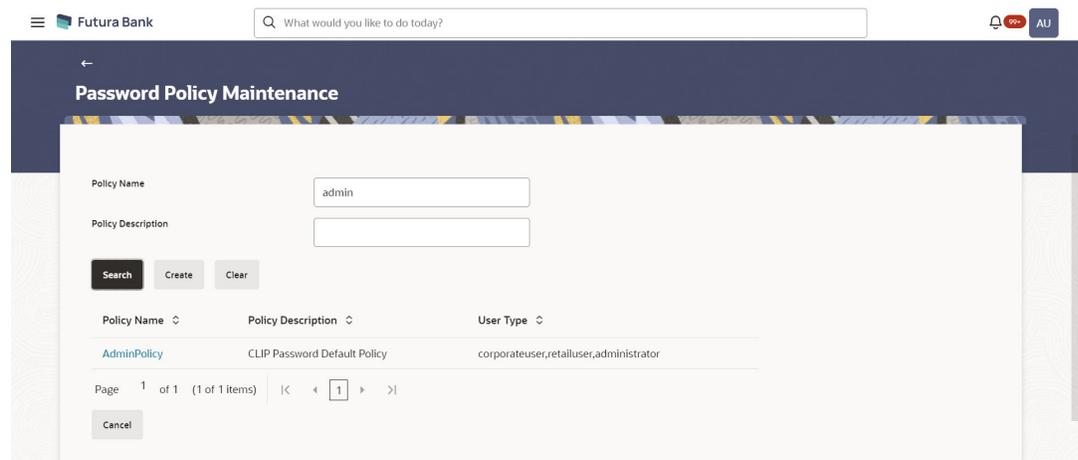 Futura Bank What would you like to do today? 99+ AU
Password Policy Maintenance
Policy Name admin
Policy Description
Search Create Clear
Policy Name Policy Description User Type
AdminPolicy CLIP Password Default Policy corporateuser,retailuser,administrator
Page 1 of 1 (1 of 1 items) 1
Cancel